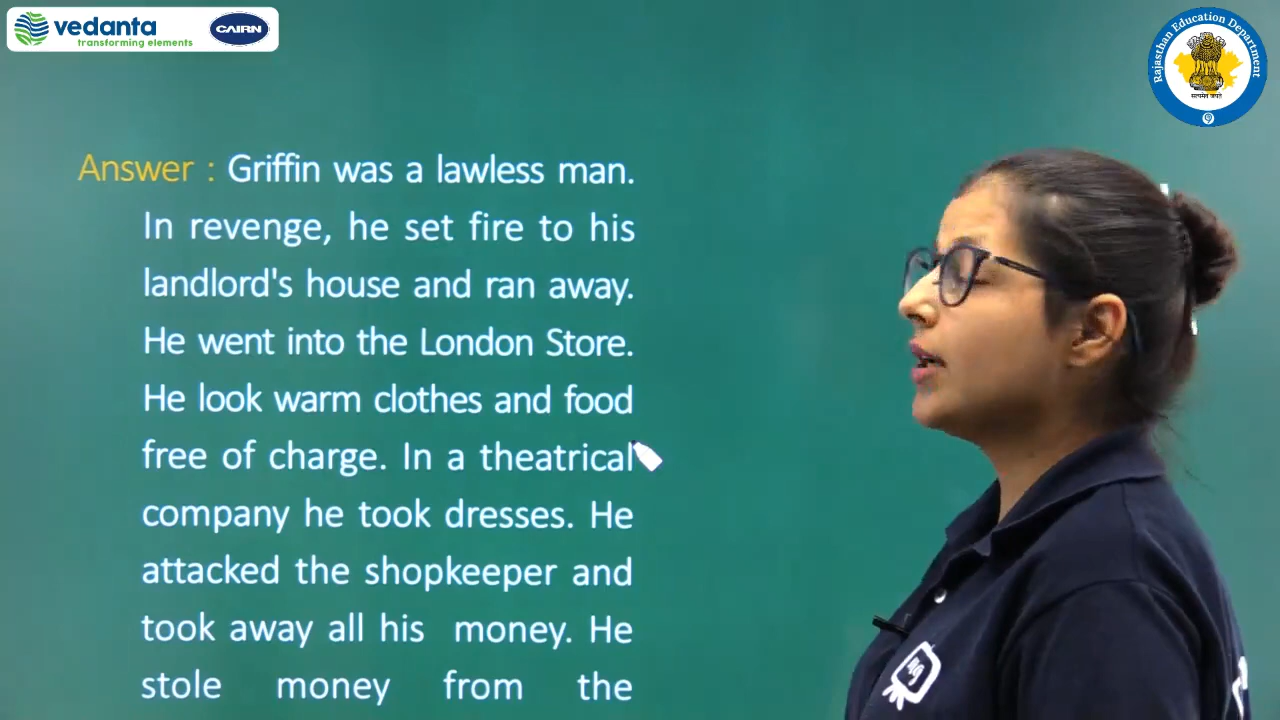 vedanta
transforming elements
CAIRN
Rajasthan Education Department
सत्यमेव जयते
Answer : Griffin was a lawless man.
In revenge, he set fire to his
landlord's house and ran away.
He went into the London Store.
He look warm clothes and food
free of charge. In a theatrical
company he took dresses. He
attacked the shopkeeper and
took away all his money. He
stole money from the